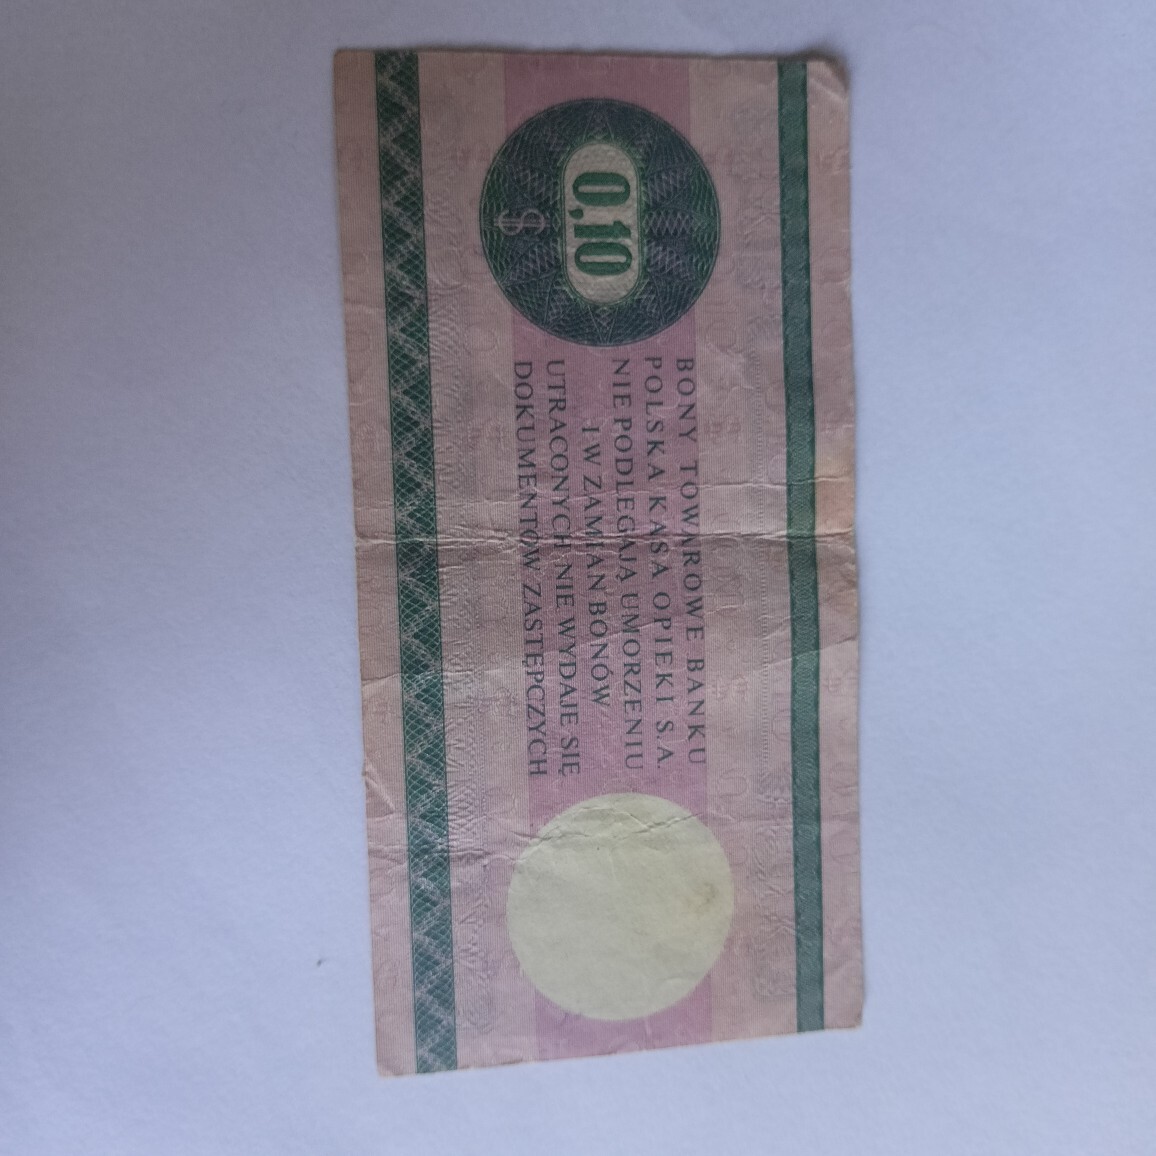 0,10
$
BONY TOWAROWE BANKU
POLSKA KASA OPIEKI S.A.
NIE PODLEGAJĄ UMORZENIU
I W ZAMIAN BONÓW
UTRACONYCH NIE WYDAJE SIĘ
DOKUMENTÓW ZASTĘPCZYCH